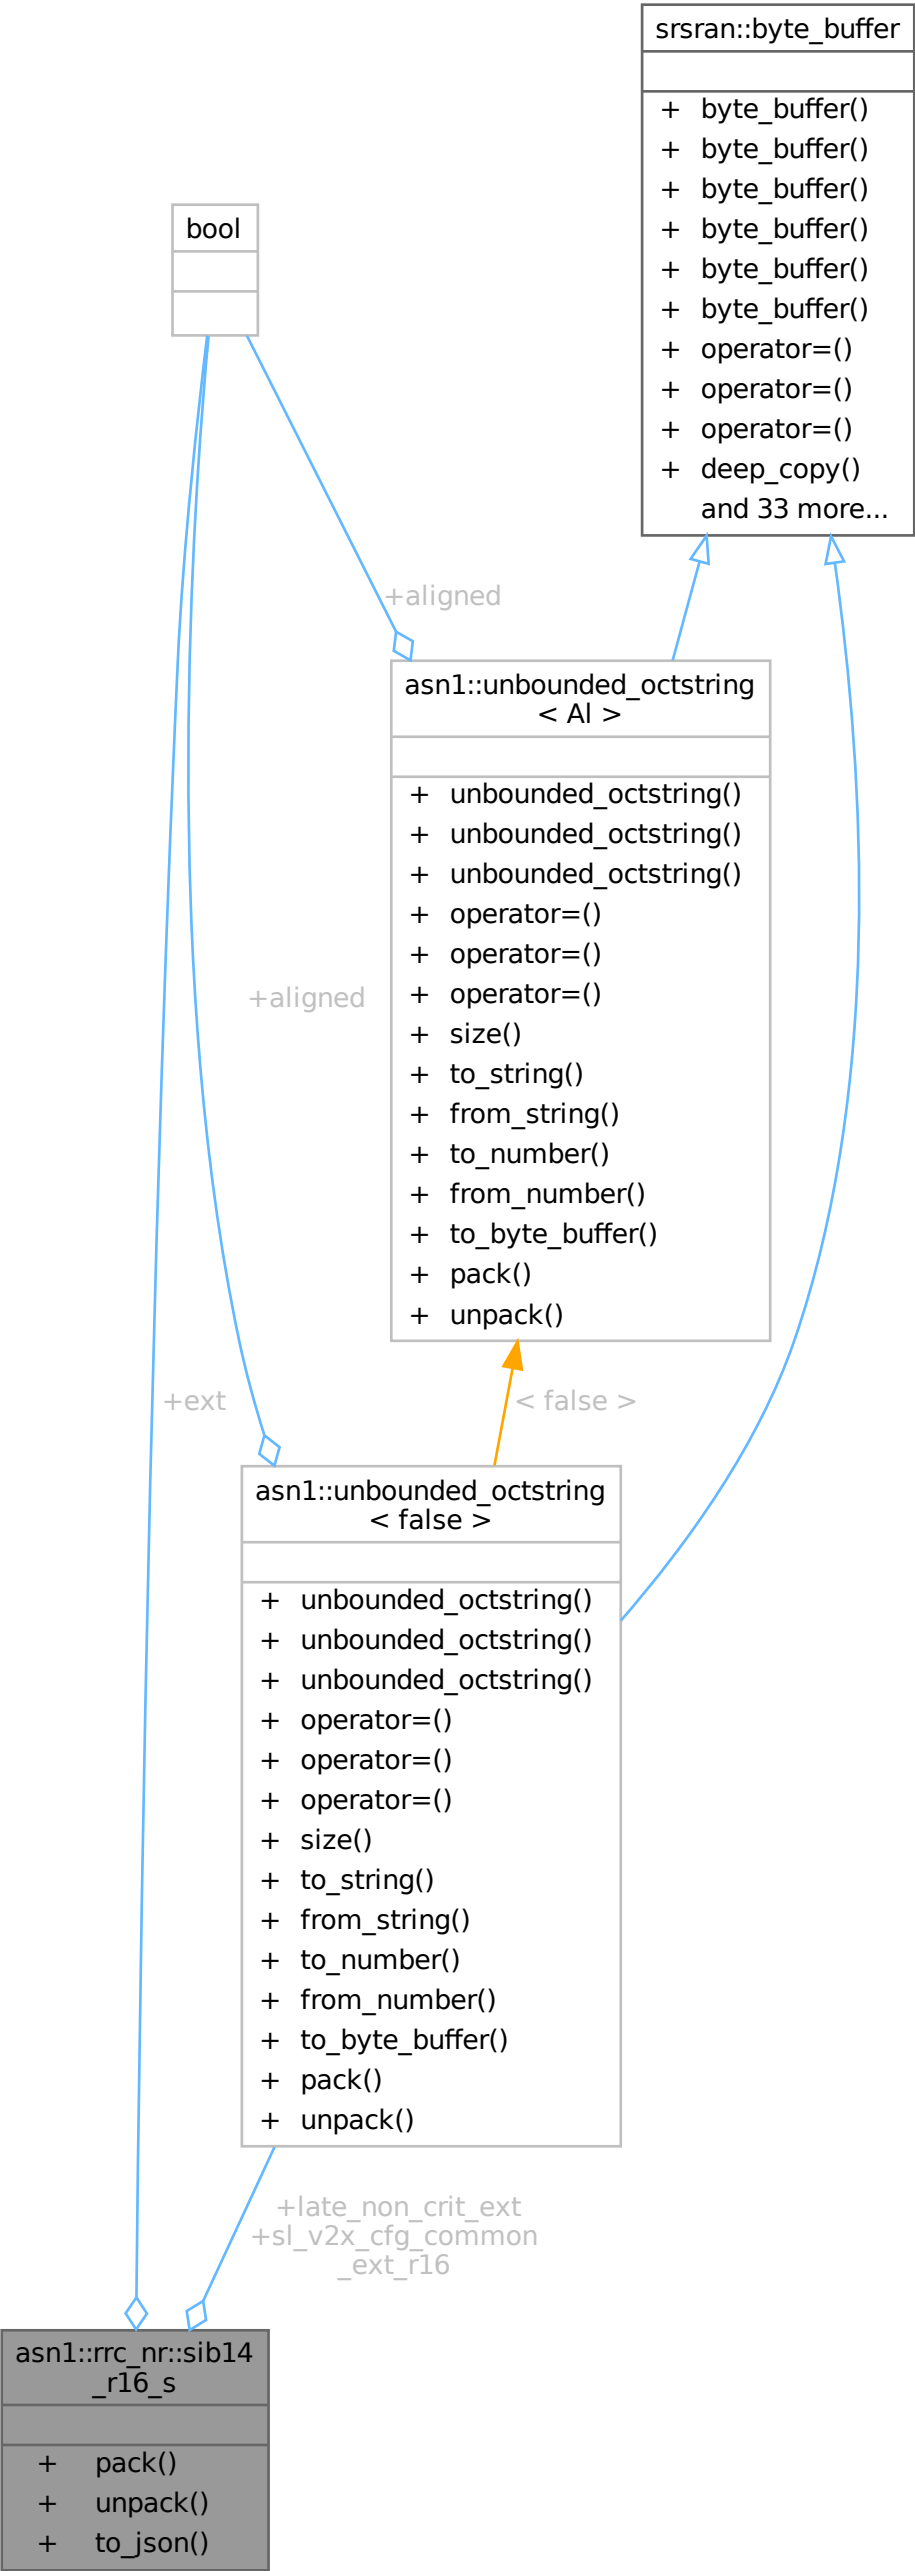 srsran::byte_buffer
+ byte_buffer()
+ byte_buffer()
+ byte_buffer()
+ byte_buffer()
+ byte_buffer()
+ byte_buffer()
+ operator=()
+ operator=()
+ operator=()
+ deep_copy()
and 33 more...
bool
+aligned
asn1::unbounded_octstring
< Al >
+ unbounded_octstring()
+ unbounded_octstring()
+ unbounded_octstring()
+ operator=()
+ operator=()
+ operator=()
+ size()
+ to_string()
+ from_string()
+ to_number()
+ from_number()
+ to_byte_buffer()
+ pack()
+ unpack()
+aligned
+ext
< false >
asn1::unbounded_octstring
< false >
+ unbounded_octstring()
+ unbounded_octstring()
+ unbounded_octstring()
+ operator=()
+ operator=()
+ operator=()
+ size()
+ to_string()
+ from_string()
+ to_number()
+ from_number()
+ to_byte_buffer()
+ pack()
+ unpack()
+late_non_crit_ext
+sl_v2x_cfg_common
_ext_r16
asn1::rrc_nr::sib14
_r16_s
+ pack()
+ unpack()
+ to_json()